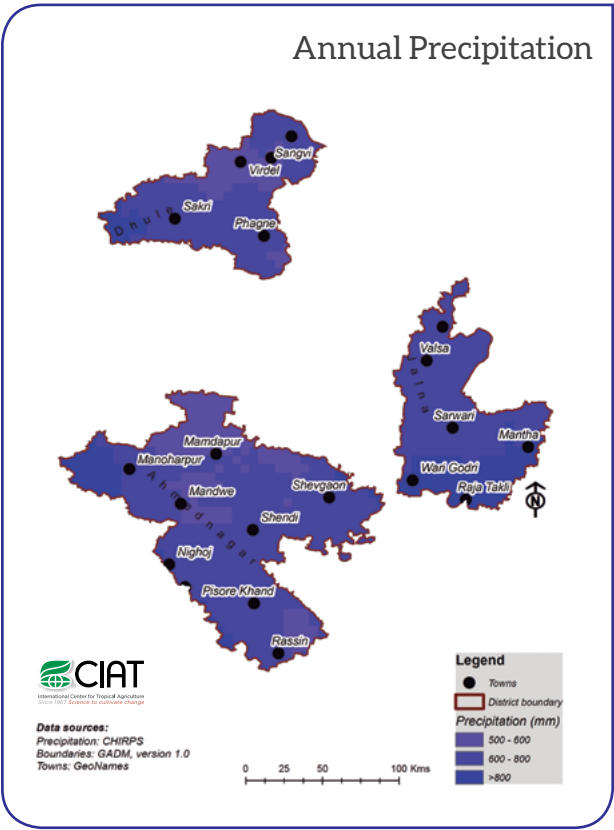 Annual Precipitation
Sangvi
Virdel
Sakri
Dhule
Phagne
Valsa
Jalna
Sarwari
Mantha
Wari Godri
Raja Takli
N
Mamdapur
Manoharpur
Ahmadnagar
Mandwe
Shevgaon
Shendi
Nighoj
Pisore Khand
Rassin
CIAT
International Center for Tropical Agriculture
Since 1967 Science to cultivate change
Data sources:
Precipitation: CHIRPS
Boundaries: GADM, version 1.0
Towns: GeoNames
0 25 50 100 Kms
Legend
Towns
District boundary
Precipitation (mm)
500 - 600
600 - 800
>800